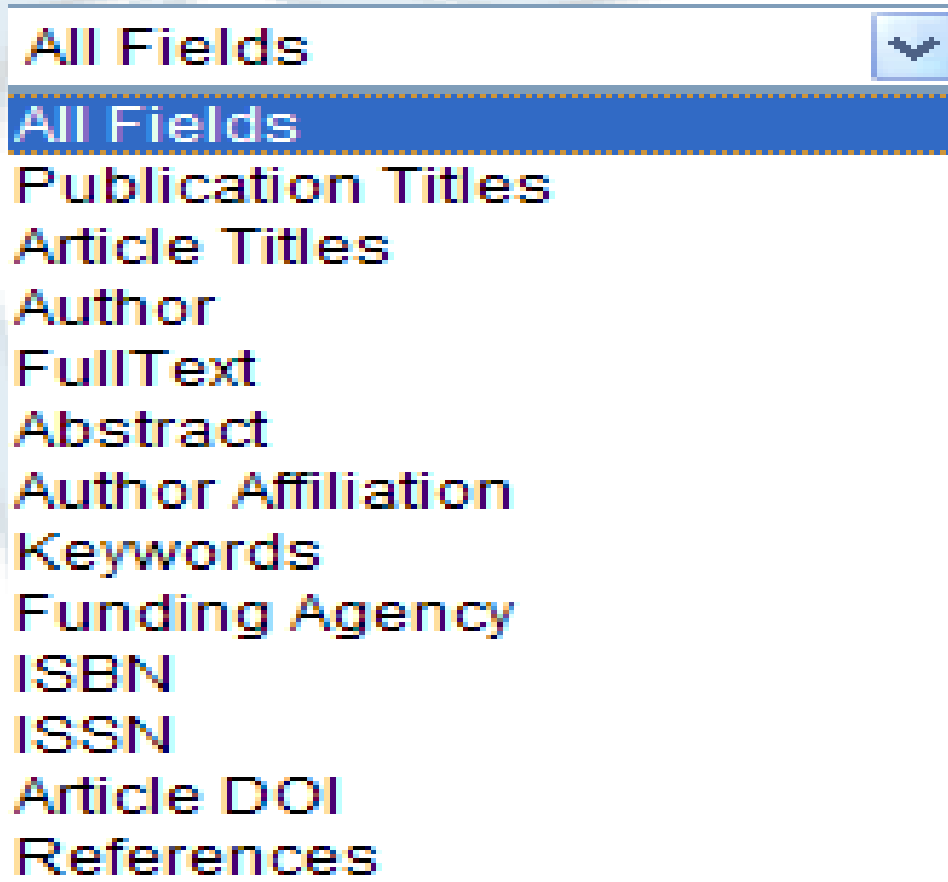 All Fields
All Fields
Publication Titles
Article Titles
Author
FullText
Abstract
Author Affiliation
Keywords
Funding Agency
ISBN
ISSN
Article DOI
References